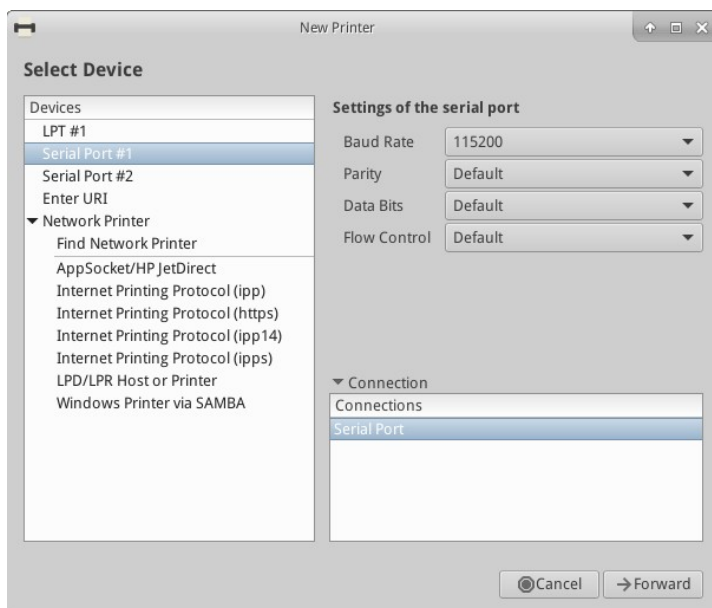 New Printer
Select Device
Devices
LPT #1
Serial Port #1
Serial Port #2
Enter URI
Network Printer
Find Network Printer
AppSocket/HP JetDirect
Internet Printing Protocol (ipp)
Internet Printing Protocol (https)
Internet Printing Protocol (ipp14)
Internet Printing Protocol (ipps)
LPD/LPR Host or Printer
Windows Printer via SAMBA
Settings of the serial port
Baud Rate 115200
Parity Default
Data Bits Default
Flow Control Default
Connection
Connections
Serial Port
Cancel Forward